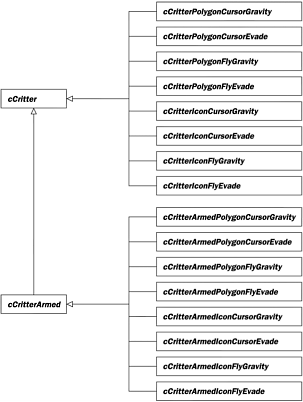 cCritterPolygonCursorGravity
cCritterPolygonCursorEvade
cCritterPolygonFlyGravity
cCritterPolygonFlyEvade
cCritter
cCritterIconCursorGravity
cCritterIconCursorEvade
cCritterIconFlyGravity
cCritterIconFlyEvade
cCritterArmedPolygonCursorGravity
cCritterArmedPolygonCursorEvade
cCritterArmedPolygonFlyGravity
cCritterArmedPolygonFlyEvade
cCritterArmed
cCritterArmedIconCursorGravity
cCritterArmedIconCursorEvade
cCritterArmedIconFlyGravity
cCritterArmedIconFlyEvade